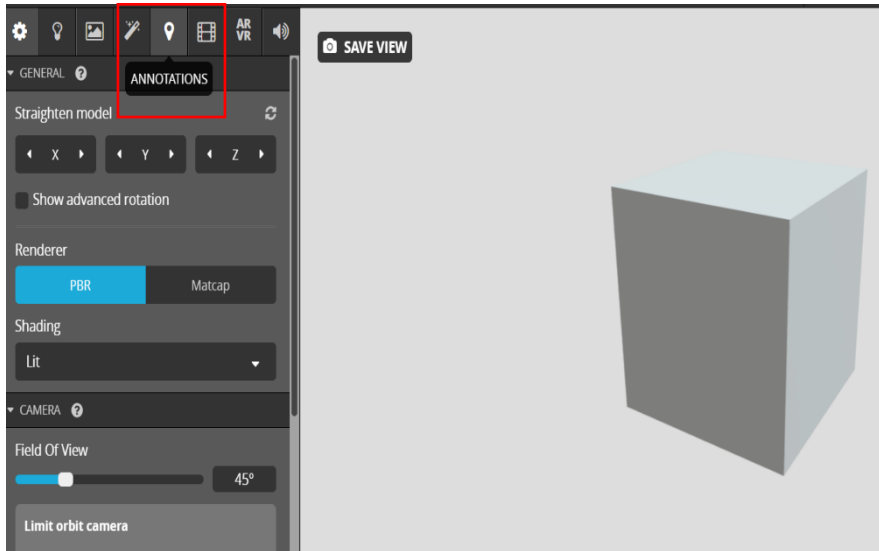 AR
VR
SAVE VIEW
GENERAL
ANNOTATIONS
Straighten model
X Y Z
Show advanced rotation
Renderer
PBR Matcap
Shading
Lit
CAMERA
Field Of View
45º
Limit orbit camera